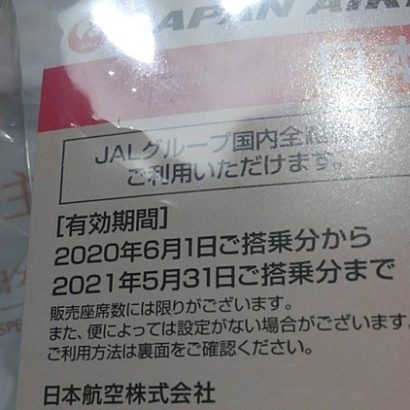 JAPAN AIR
JALグループ国内全
ご利用いただけます。
[有効期間]
2020年6月1日ご搭乗分から
2021年5月31日ご搭乗分まで
販売座席数には限りがございます。
また、便によっては設定がない場合がございます。
ご利用方法は裏面をご確認ください。
日本航空株式会社